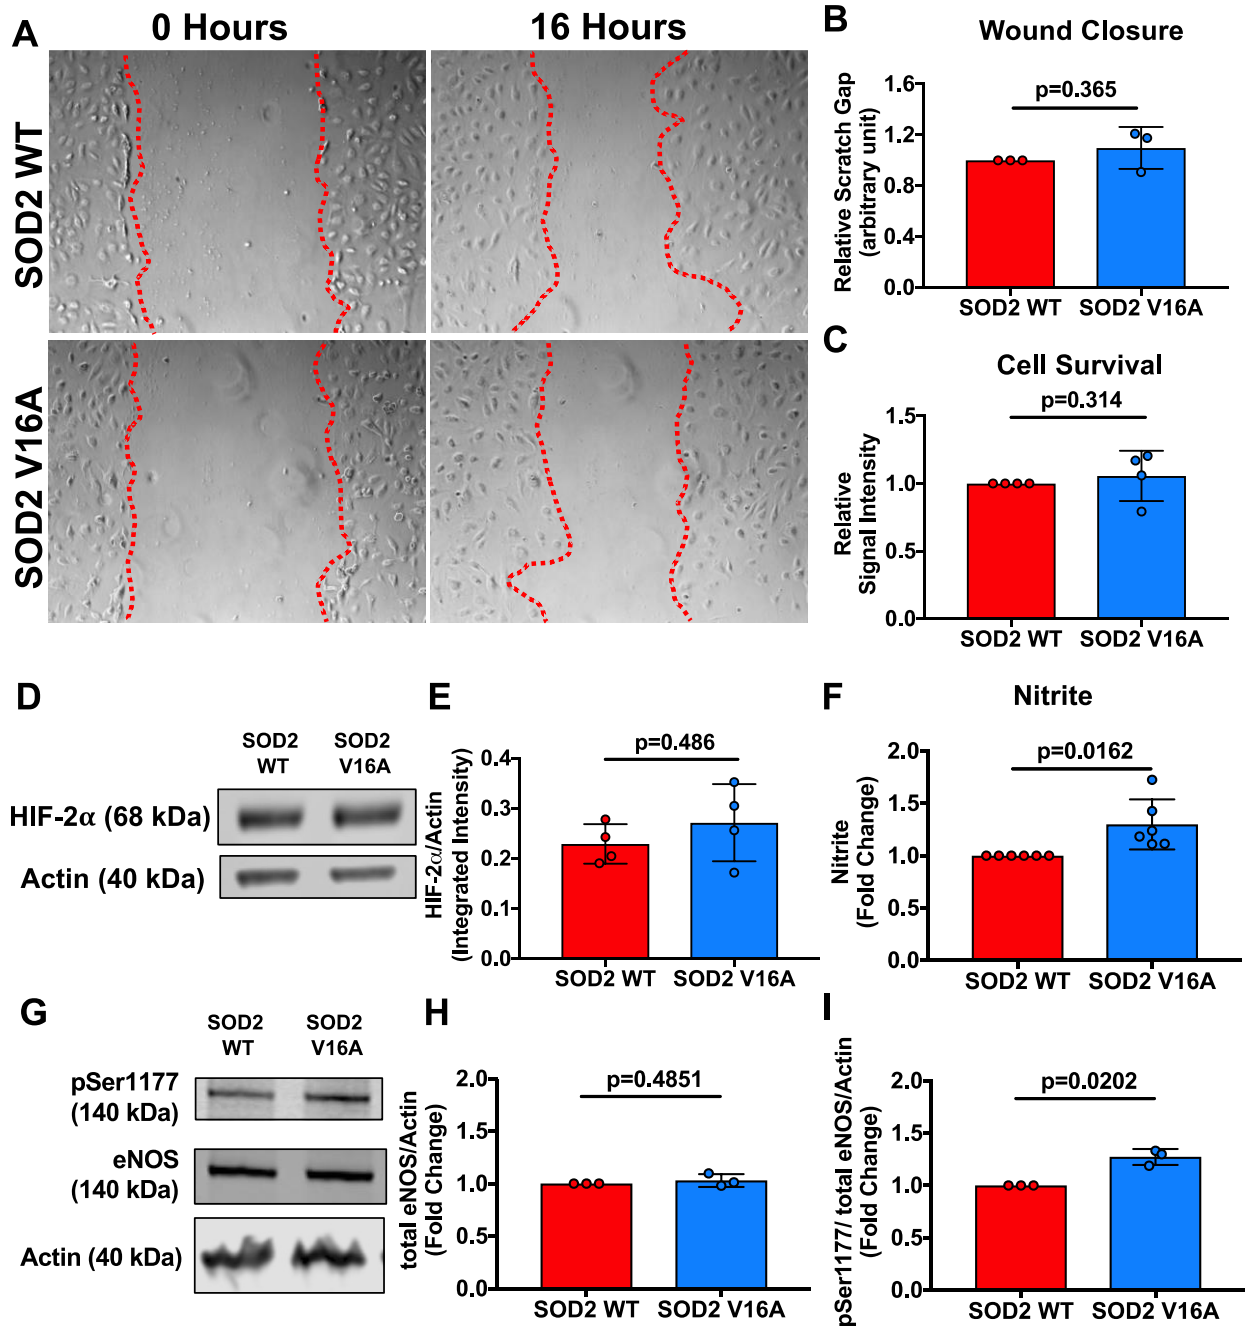 A
0 Hours
16 Hours
SOD2 WT
SOD2 V16A
B
Wound Closure
Relative Scratch Gap
(arbitrary unit)
1.6
1.2
0.8
0.4
0.0
p=0.365
SOD2 WT
SOD2 V16A
C
Cell Survival
Relative
Signal Intensity
1.5
1.0
0.5
0.0
p=0.314
SOD2 WT
SOD2 V16A
D
SOD2
WT
SOD2
V16A
HIF-2α (68 kDa)
Actin (40 kDa)
E
HIF-2α/Actin
(Integrated Intensity)
0.4
0.3
0.2
0.1
0.0
p=0.486
SOD2 WT
SOD2 V16A
F
Nitrite
Nitrite
(Fold Change)
2.0
1.5
1.0
0.5
0.0
p=0.0162
SOD2 WT
SOD2 V16A
G
SOD2
WT
SOD2
V16A
pSer1177
(140 kDa)
eNOS
(140 kDa)
Actin (40 kDa)
H
total eNOS/Actin
(Fold Change)
2.0
1.5
1.0
0.5
0.0
p=0.4851
SOD2 WT
SOD2 V16A
I
pSer1177/ total eNOS/Actin
(Fold Change)
2.0
1.5
1.0
0.5
0.0
p=0.0202
SOD2 WT
SOD2 V16A